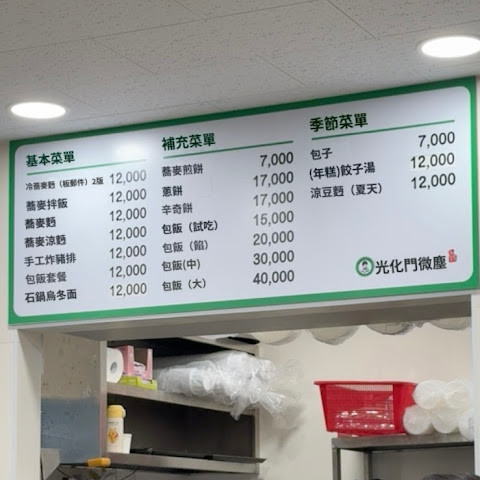 基本菜單
冷蕎麥麵（板鄭件）2版 12,000
蕎麥拌飯 12,000
蕎麥麵 12,000
蕎麥涼麵 12,000
手工炸豬排 12,000
包飯套餐 12,000
石鍋烏冬面 12,000
補充菜單
蕎麥煎餅 7,000
蔥餅 17,000
辛奇餅 17,000
包飯（試吃） 15,000
包飯（餡） 20,000
包飯(中) 30,000
包飯（大） 40,000
季節菜單
包子 7,000
(年糕)餃子湯 12,000
涼豆麵（夏天） 12,000
光化門微塵